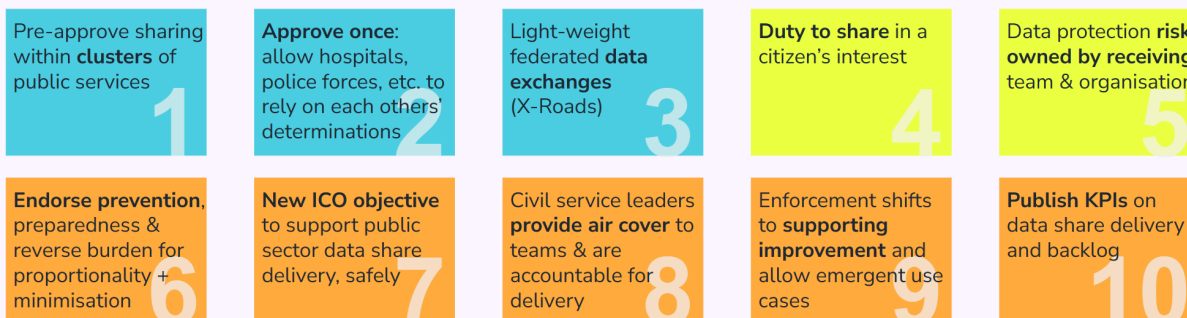 Pre-approve sharing
within clusters of
public services
1
Approve once:
allow hospitals,
police forces, etc. to
rely on each others'
determinations
2
Light-weight
federated data
exchanges
(X-Roads)
3
Duty to share in a
citizen's interest
4
Data protection risk
owned by receiving
team & organisation
5
Endorse prevention,
preparedness &
reverse burden for
proportionality +
minimisation
6
New ICO objective
to support public
sector data share
delivery, safely
7
Civil service leaders
provide air cover to
teams & are
accountable for
delivery
8
Enforcement shifts
to supporting
improvement and
allow emergent use
cases
9
Publish KPIs on
data share delivery
and backlog
10